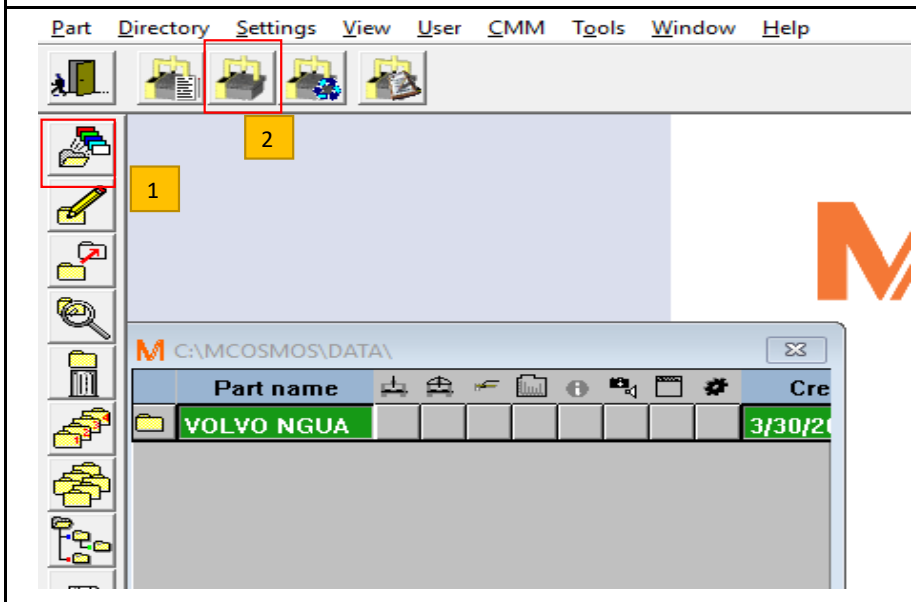 Part Directory Settings View User CMM Tools Window Help
2
1
C:\MCOSMOS\DATA\
Part name Cre
VOLVO NGUA 3/30/20